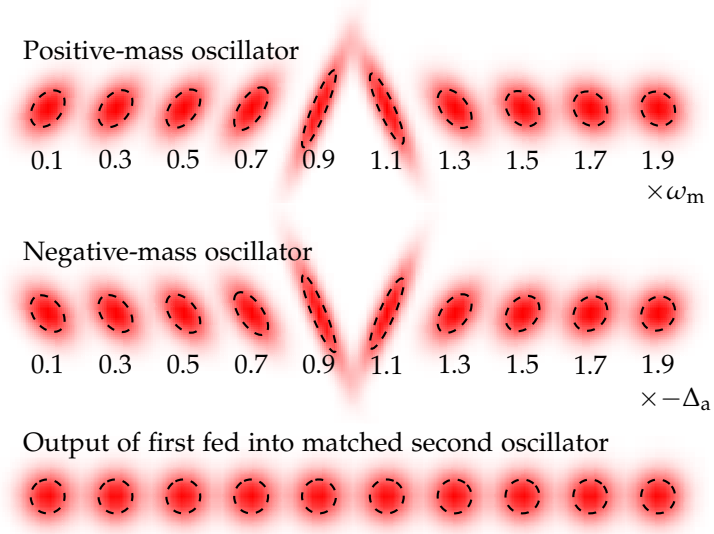 Positive-mass oscillator
0.1 0.3 0.5 0.7 0.9 1.1 1.3 1.5 1.7 1.9
×ωm
Negative-mass oscillator
0.1 0.3 0.5 0.7 0.9 1.1 1.3 1.5 1.7 1.9
×−Δa
Output of first fed into matched second oscillator